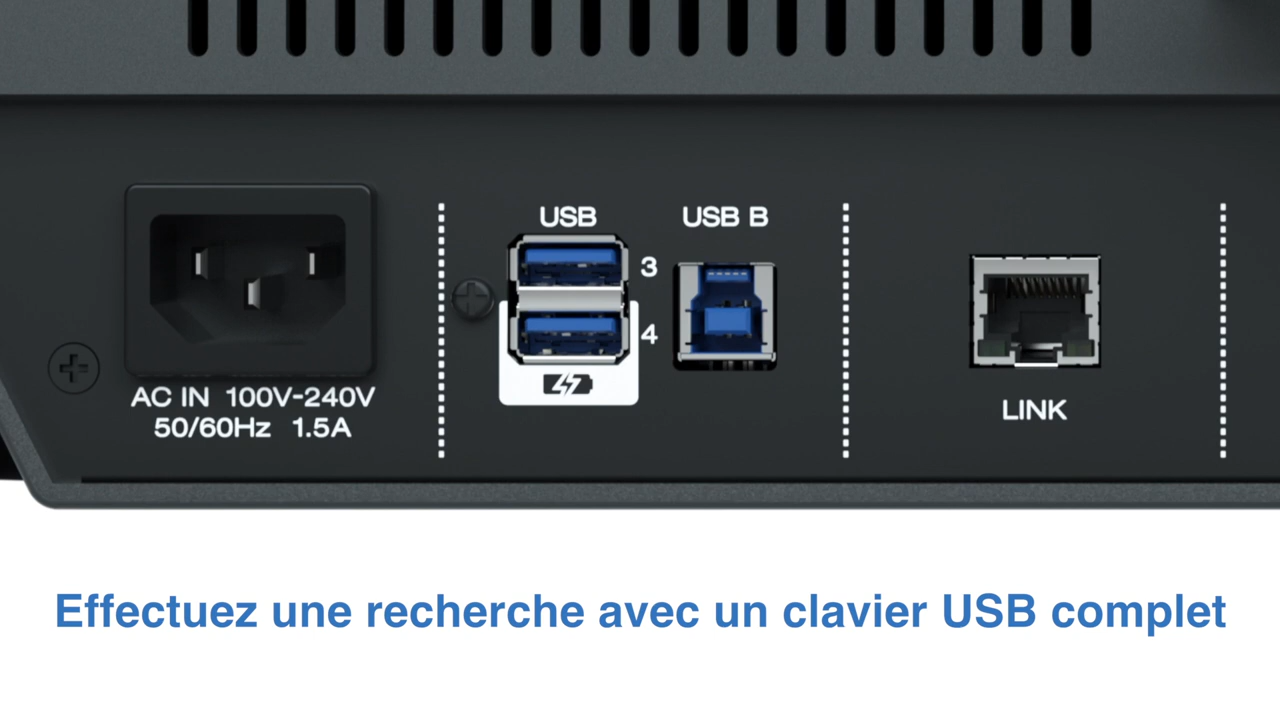 USB
USB B
3
4
AC IN 100V-240V
50/60Hz 1.5A
LINK
Effectuez une recherche avec un clavier USB complet